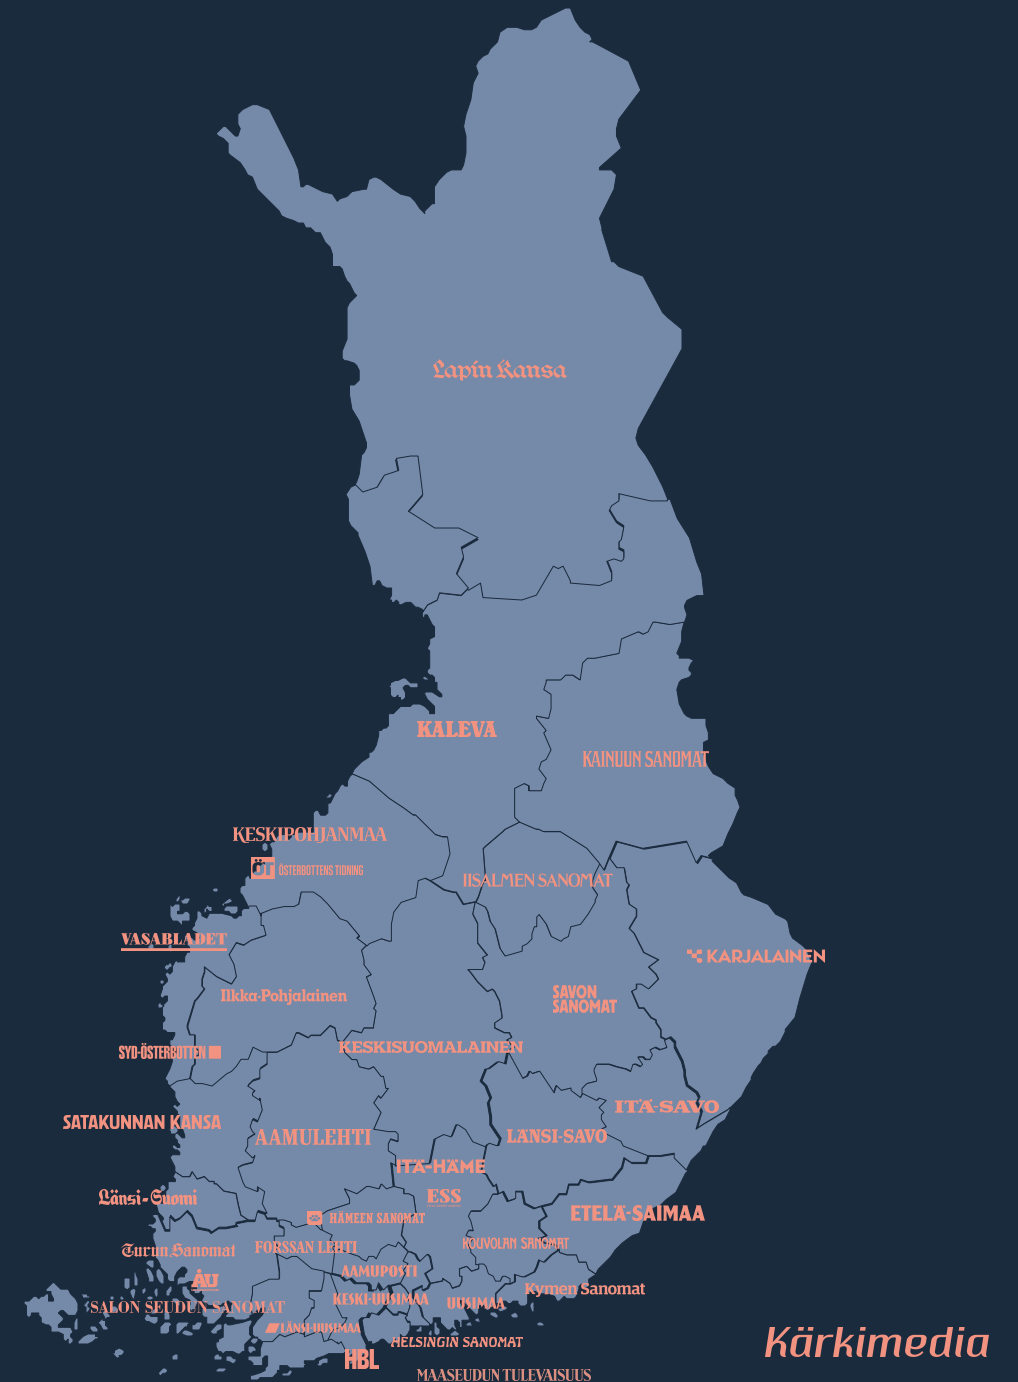 Lapin Kansa
KALEVA
KAINUUN SANOMAT
KESKIPOHJANMAA
ÖT ÖSTERBOTTENS TIDNING
IISALMEN SANOMAT
VASABLADET
KARJALAINEN
Ilkka-Pohjalainen
SAVON
SANOMAT
KESKISUOMALAINEN
SYD-ÖSTERBOTTEN
ITÄ-SAVO
SATAKUNNAN KANSA
AAMULEHTI
LÄNSI-SAVO
ITÄ-HÄME
Länsi-Suomi
ESS
ETELÄ-SAIMAA
HÄMEEN SANOMAT
KOUVOLAN SANOMAT
Turun Sanomat
FORSSAN LEHTI
AAMUPOSTI
ÅU
Kymen Sanomat
KESKI-UUSIMAA
UUSIMAA
SALON SEUDUN SANOMAT
LÄNSI-UUSIMAA
HELSINGIN SANOMAT
Kärkimedia
HBL
MAASEUDUN TULEVAISUUS